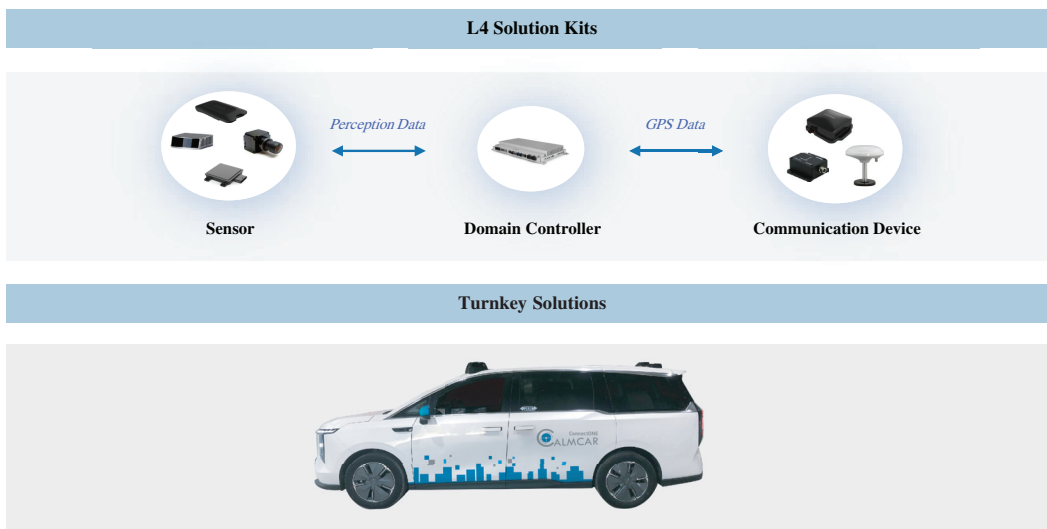 L4 Solution Kits
Perception Data
GPS Data
Sensor
Domain Controller
Communication Device
Turnkey Solutions
CALMCAR